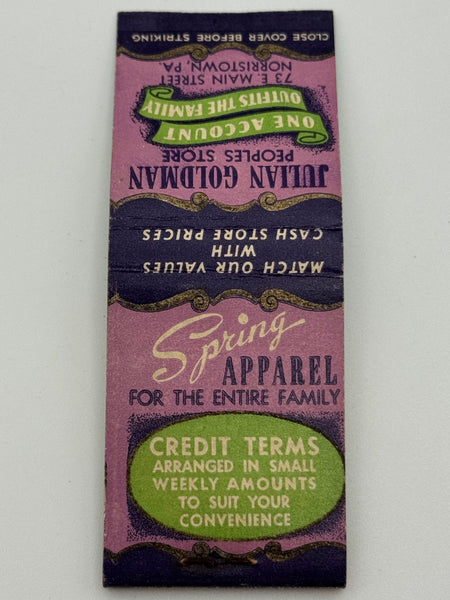 MATCH OUR VALUES
WITH
CASH STORE PRICES
JULIAN GOLDMAN
PEOPLES STORE
ONE ACCOUNT
OUTFITS THE FAMILY
73 E. MAIN STREET
NORRISTOWN, PA.
CLOSE COVER BEFORE STRIKING
Spring
APPAREL
FOR THE ENTIRE FAMILY
CREDIT TERMS
ARRANGED IN SMALL
WEEKLY AMOUNTS
TO SUIT YOUR
CONVENIENCE